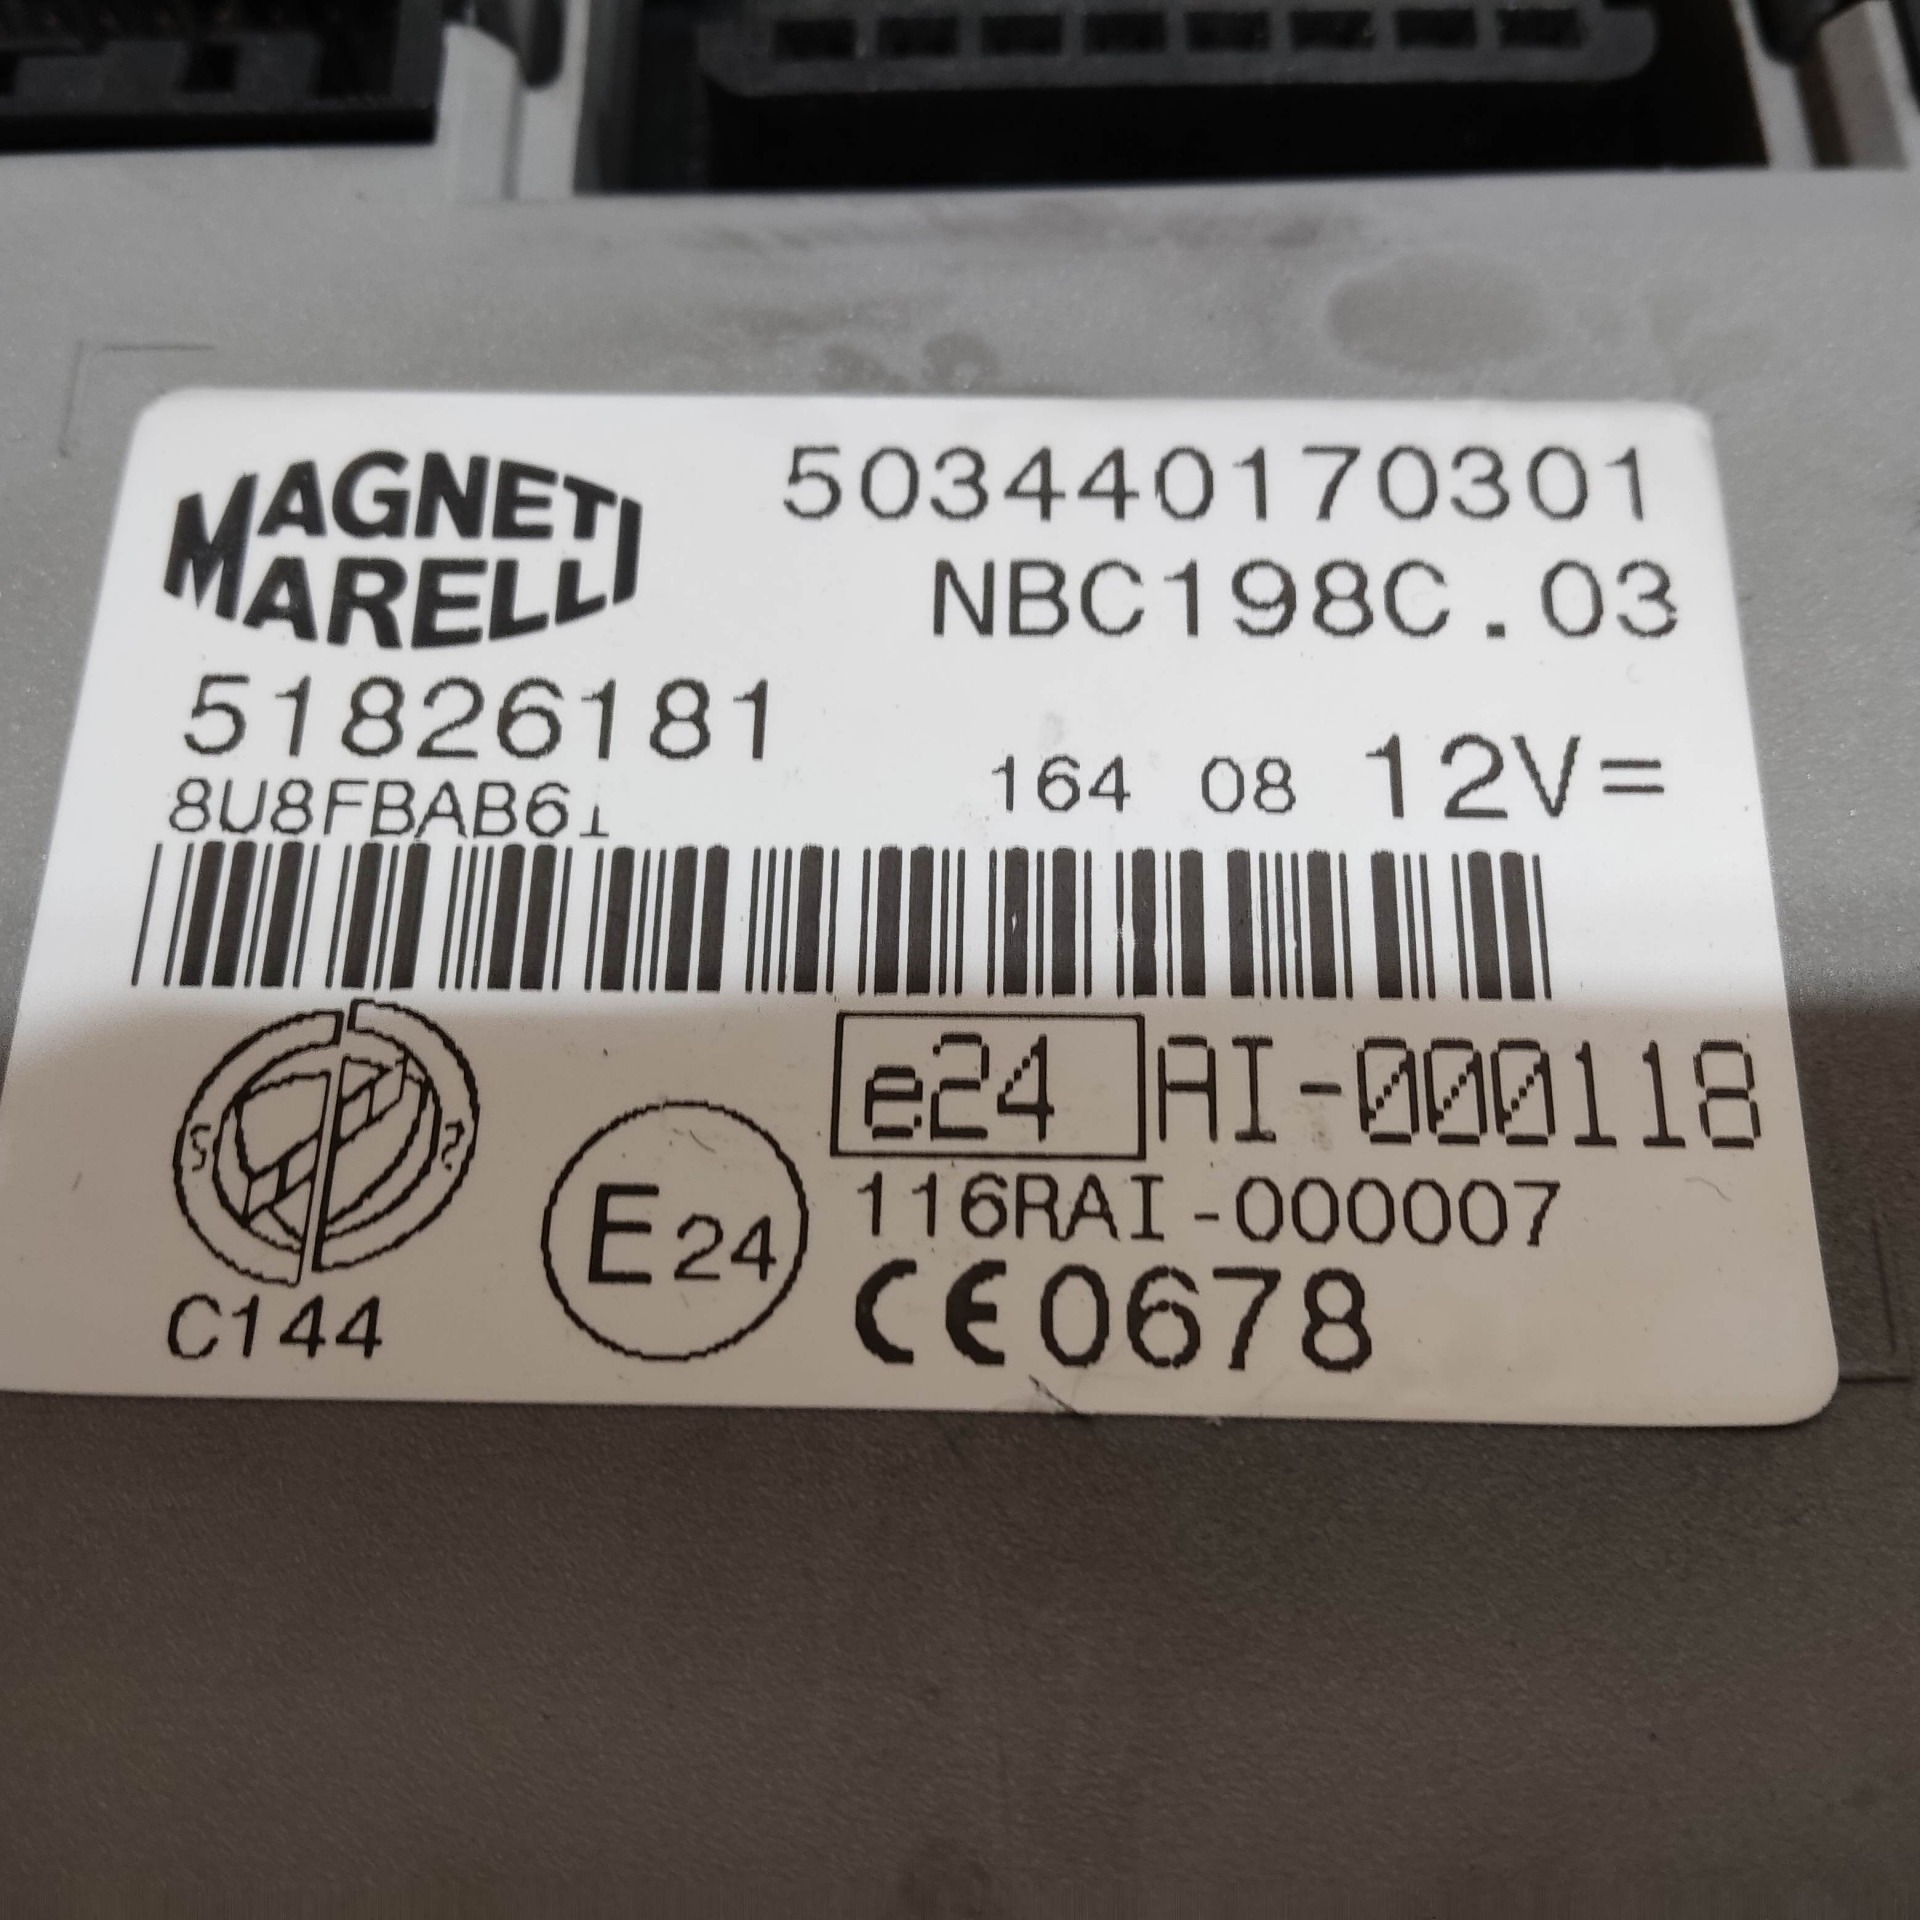 MAGNETI
MARELLI
503440170301
NBC198C.03
51826181
8U8FBAB61
164 08 12V=
e24 AI-000118
116RAI-000007
E24
CE0678
C144